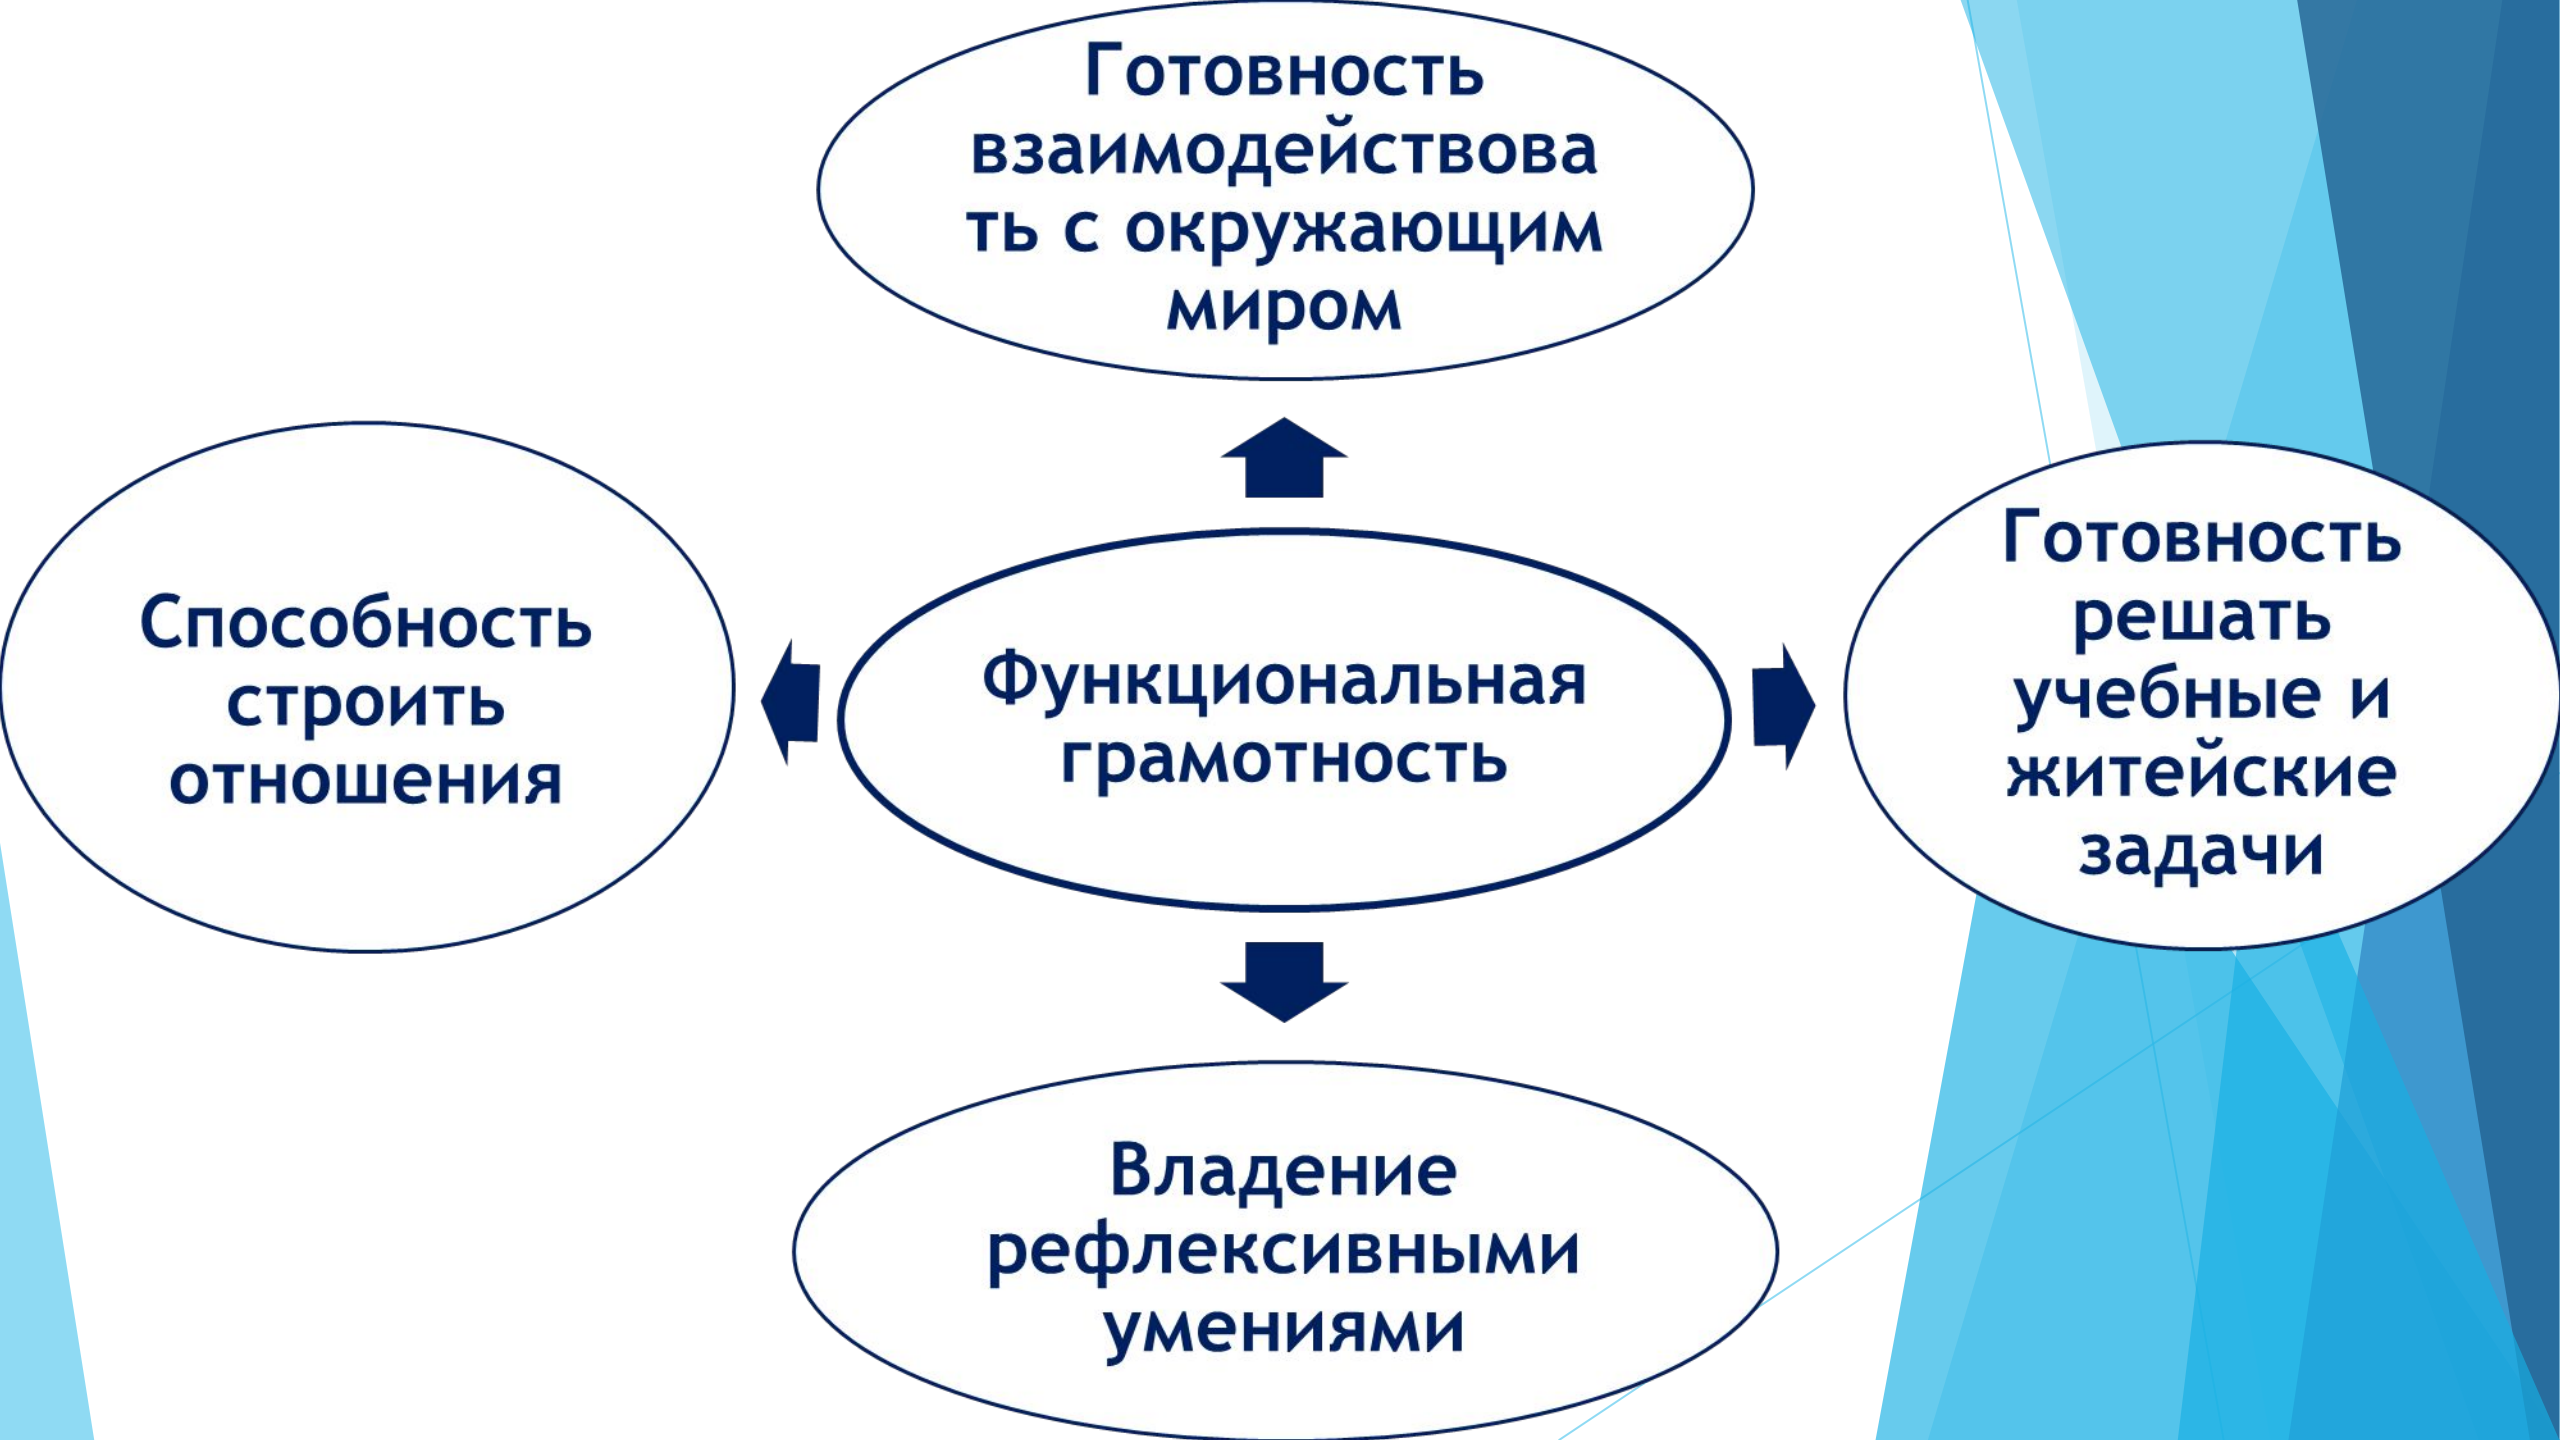 Готовность
взаимодействова
ть с окружающим
миром
Способность
строить
отношения
Функциональная
грамотность
Готовность
решать
учебные и
житейские
задачи
Владение
рефлексивными
умениями